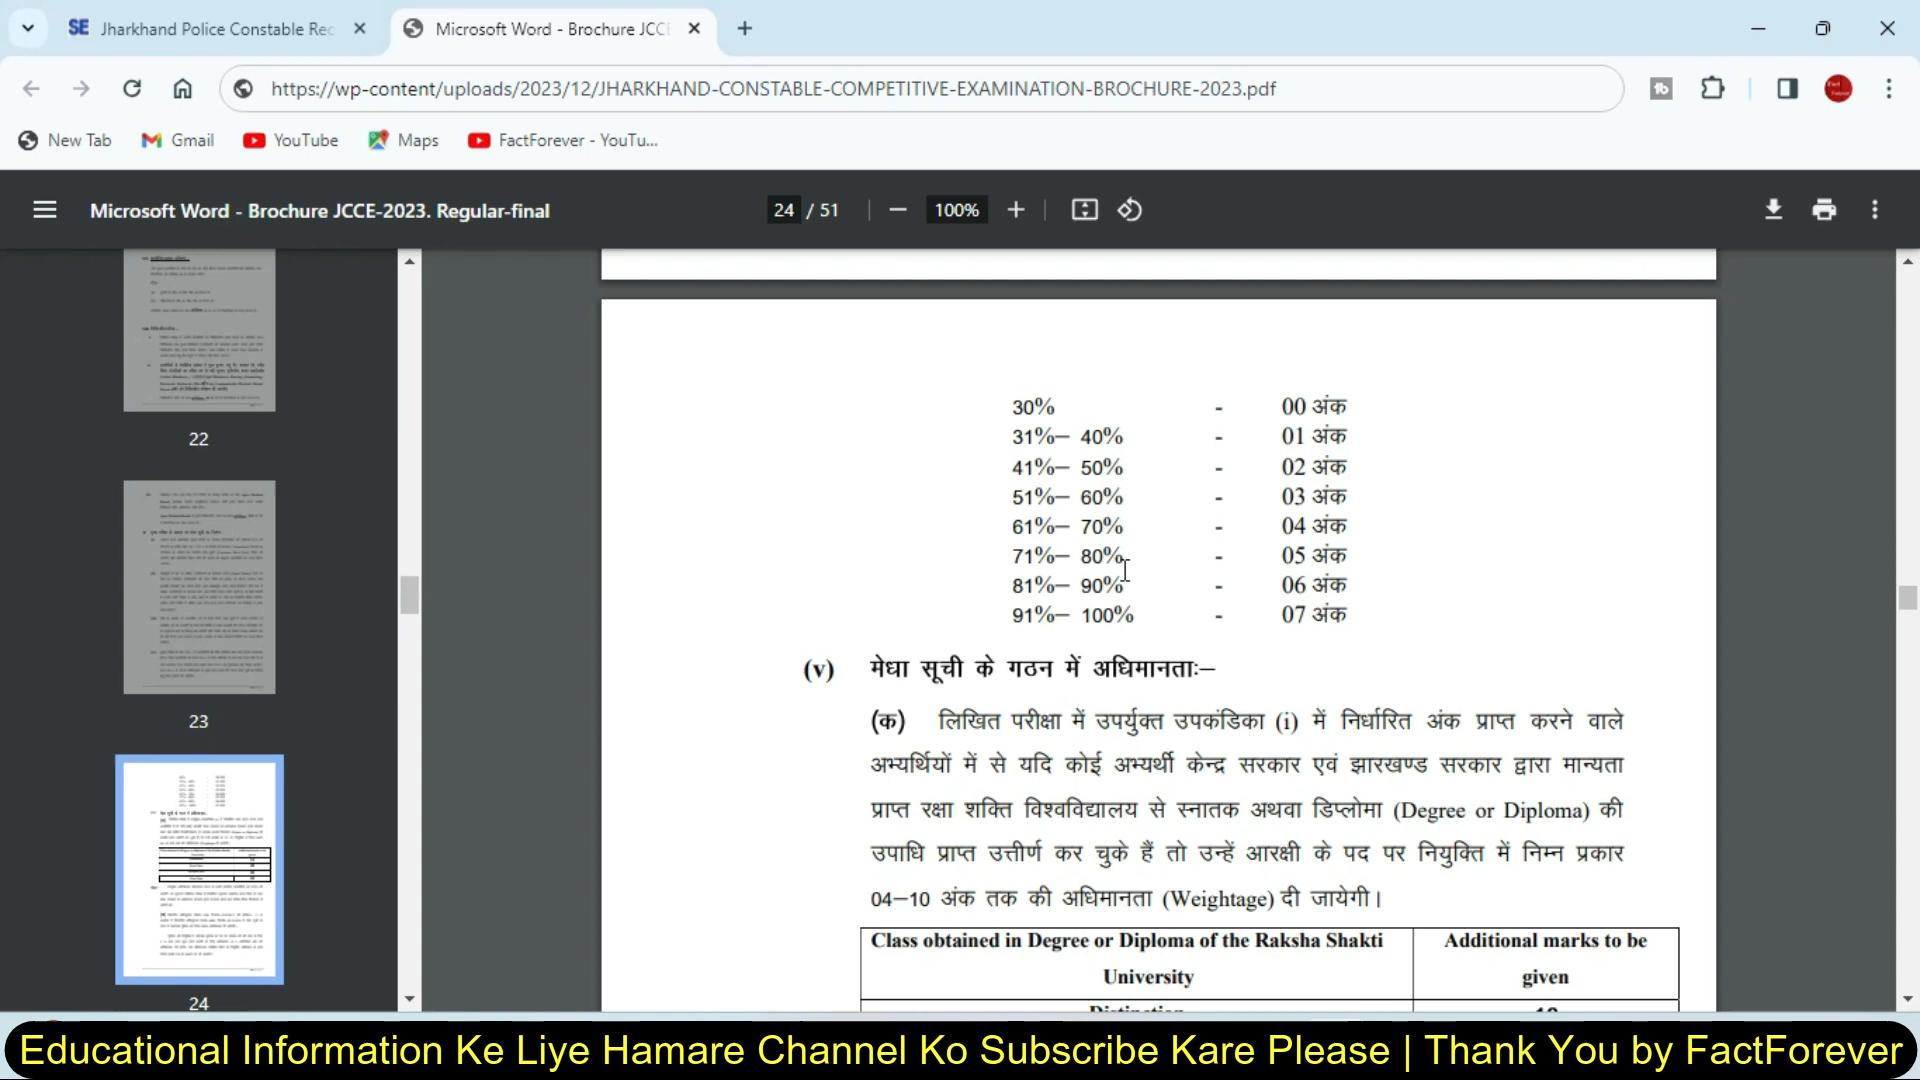 SE Jharkhand Police Constable Rec
Microsoft Word - Brochure JCCE
https://wp-content/uploads/2023/12/JHARKHAND-CONSTABLE-COMPETITIVE-EXAMINATION-BROCHURE-2023.pdf
New Tab Gmail YouTube Maps FactForever - YouTu...
Microsoft Word - Brochure JCCE-2023. Regular-final 24 / 51 100%
22
23
24
30% - 00 अंक
31%– 40% - 01 अंक
41%– 50% - 02 अंक
51%– 60% - 03 अंक
61%– 70% - 04 अंक
71%– 80% - 05 अंक
81%– 90% - 06 अंक
91%– 100% - 07 अंक
(v) मेधा सूची के गठन में अधिमानताः–
(क) लिखित परीक्षा में उपर्युक्त उपकंडिका (i) में निर्धारित अंक प्राप्त करने वाले
अभ्यर्थियों में से यदि कोई अभ्यर्थी केन्द्र सरकार एवं झारखण्ड सरकार द्वारा मान्यता
प्राप्त रक्षा शक्ति विश्वविद्यालय से स्नातक अथवा डिप्लोमा (Degree or Diploma) की
उपाधि प्राप्त उत्तीर्ण कर चुके हैं तो उन्हें आरक्षी के पद पर नियुक्ति में निम्न प्रकार
04–10 अंक तक की अधिमानता (Weightage) दी जायेगी।
Class obtained in Degree or Diploma of the Raksha Shakti
University
Additional marks to be
given
Distinction 10
Educational Information Ke Liye Hamare Channel Ko Subscribe Kare Please | Thank You by FactForever